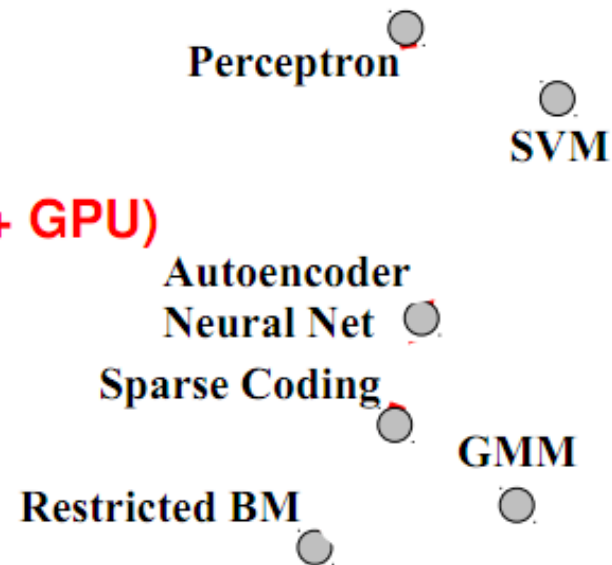 Perceptron
SVM
+ GPU)
Autoencoder
Neural Net
Sparse Coding
GMM
Restricted BM